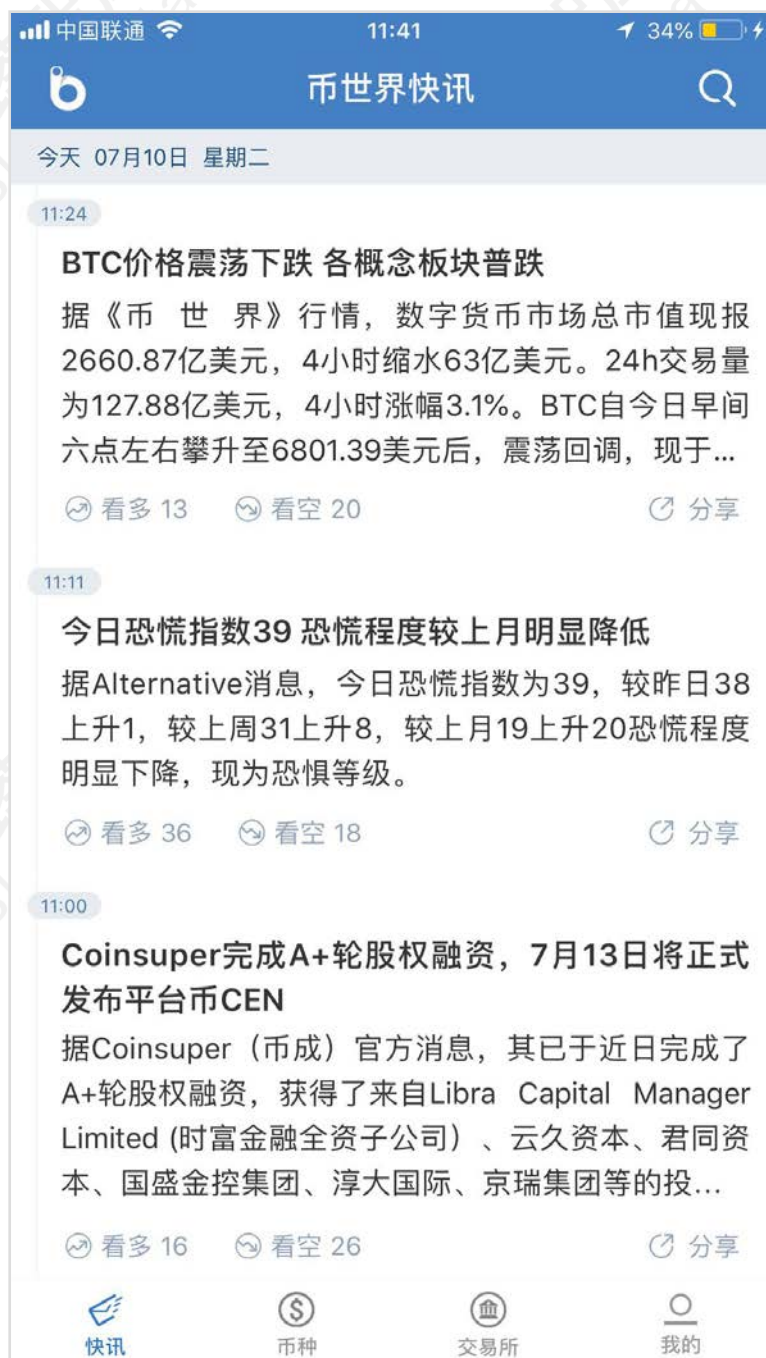 中国联通 11:41 34%
币世界快讯
今天 07月10日 星期二
11:24
BTC价格震荡下跌 各概念板块普跌
据《币 世 界》行情，数字货币市场总市值现报
2660.87亿美元，4小时缩水63亿美元。24h交易量
为127.88亿美元，4小时涨幅3.1%。BTC自今日早间
六点左右攀升至6801.39美元后，震荡回调，现于...
看多 13 看空 20 分享
11:11
今日恐慌指数39 恐慌程度较上月明显降低
据Alternative消息，今日恐慌指数为39，较昨日38
上升1，较上周31上升8，较上月19上升20恐慌程度
明显下降，现为恐惧等级。
看多 36 看空 18 分享
11:00
Coinsuper完成A+轮股权融资，7月13日将正式
发布平台币CEN
据Coinsuper（币成）官方消息，其已于近日完成了
A+轮股权融资，获得了来自Libra Capital Manager
Limited (时富金融全资子公司）、云久资本、君同资
本、国盛金控集团、淳大国际、京瑞集团等的投...
看多 16 看空 26 分享
快讯 币种 交易所 我的